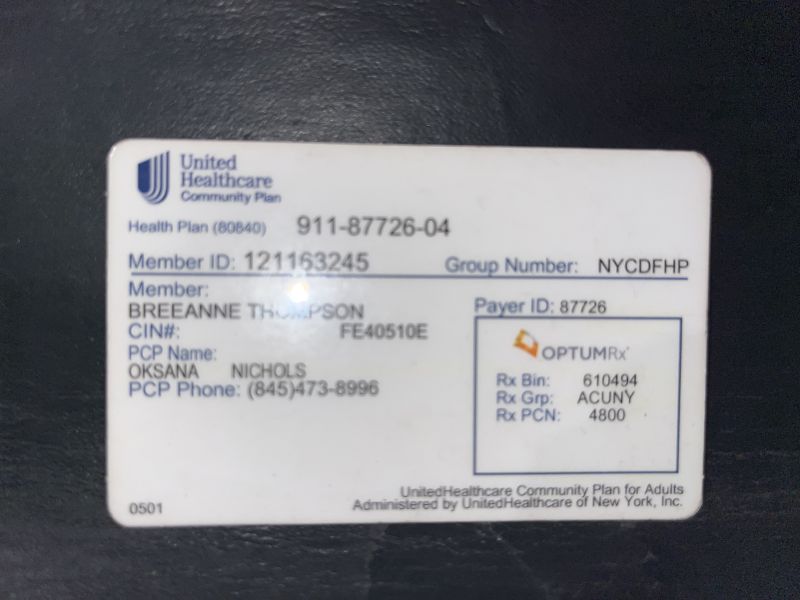 United
Healthcare
Community Plan
Health Plan (80840) 911-87726-04
Member ID: 121163245 Group Number: NYCDFHP
Member:
BREEANNE THOMPSON
Payer ID: 87726
CIN#: FE40510E
PCP Name:
OKSANA NICHOLS
PCP Phone: (845)473-8996
OPTUMRx®
Rx Bin: 610494
Rx Grp: ACUNY
Rx PCN: 4800
0501
UnitedHealthcare Community Plan for Adults
Administered by UnitedHealthcare of New York, Inc.